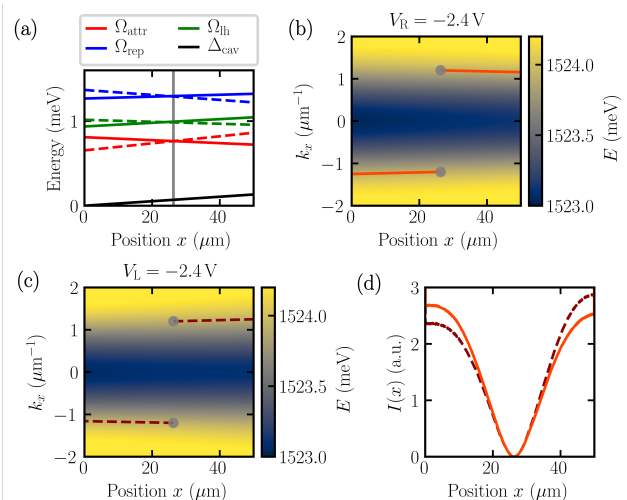 (a)
Ω_attr
Ω_rep
Ω_lh
Δ_cav
Energy (meV)
1
0
0 20 40
Position x (μm)
(b)
V_R = −2.4 V
k_x (μm⁻¹)
2
1
0
−1
−2
0 20 40
Position x (μm)
1524.0
1523.5
1523.0
E (meV)
(c)
V_L = −2.4 V
k_x (μm⁻¹)
2
1
0
−1
−2
0 20 40
Position x (μm)
1524.0
1523.5
1523.0
E (meV)
(d)
I(x) (a.u.)
3
2
1
0
0 20 40
Position x (μm)